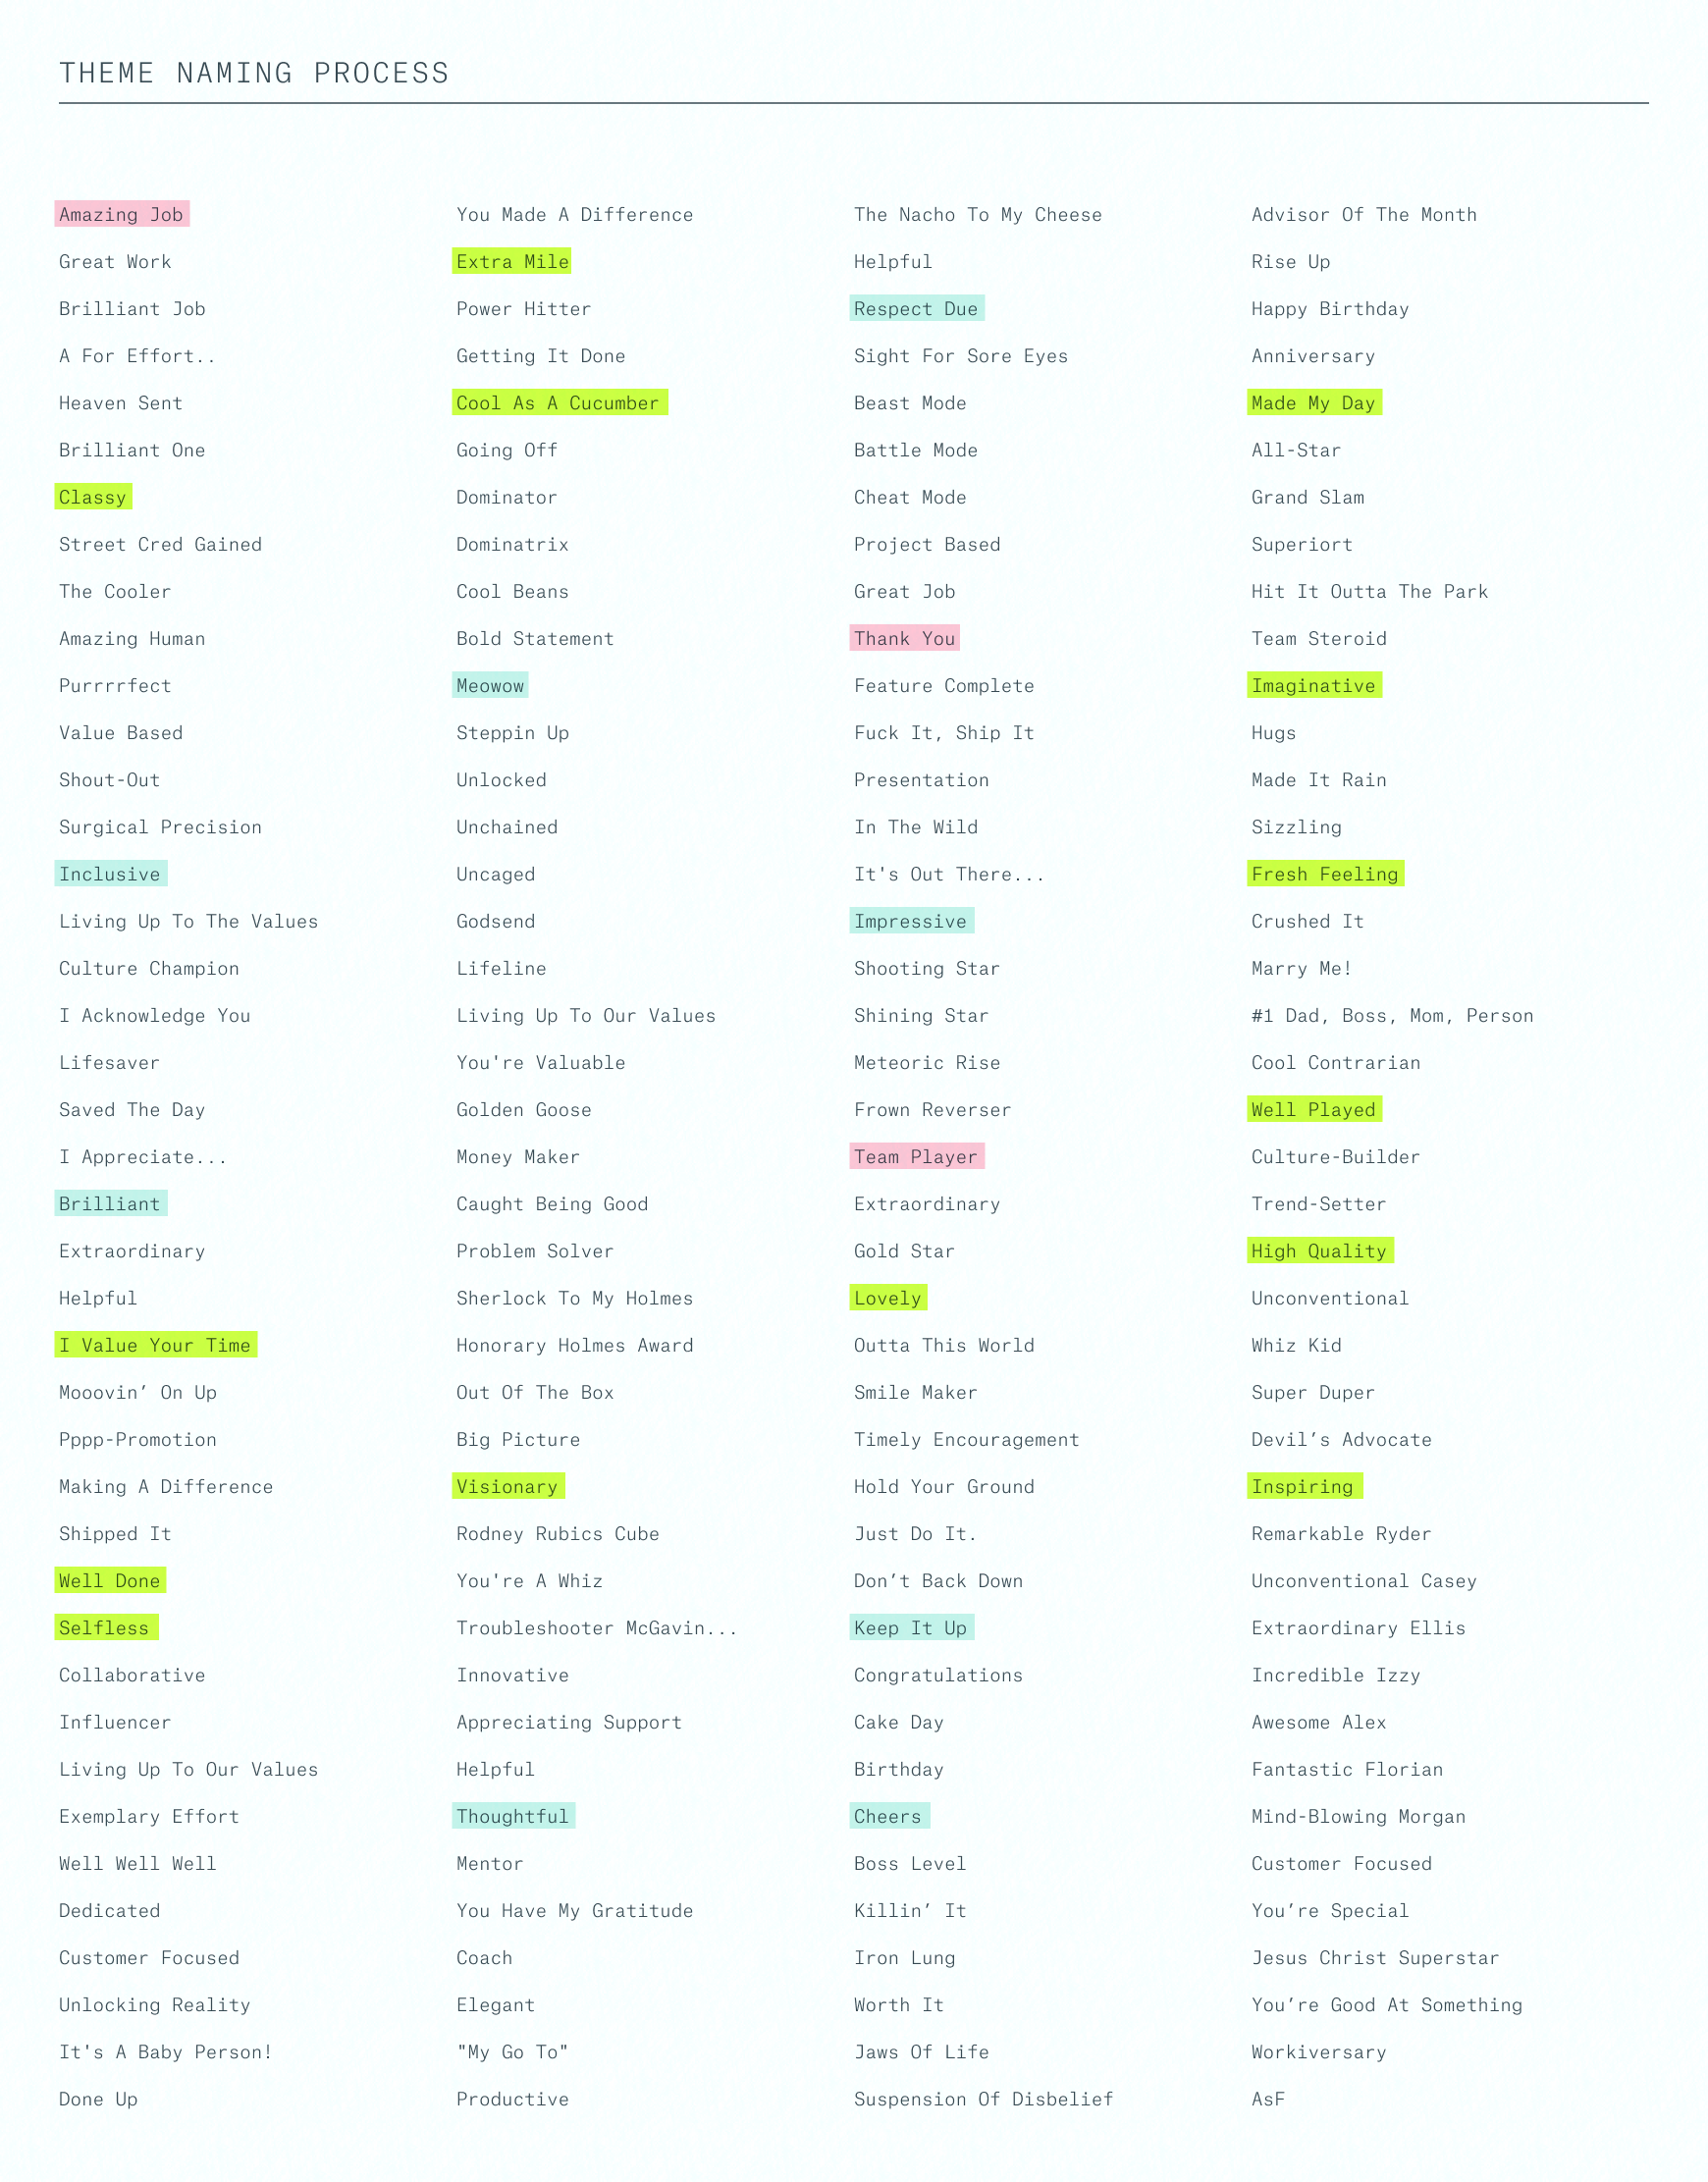 THEME NAMING PROCESS
Amazing Job
Great Work
Brilliant Job
A For Effort..
Heaven Sent
Brilliant One
Classy
Street Cred Gained
The Cooler
Amazing Human
Purrrrfect
Value Based
Shout-Out
Surgical Precision
Inclusive
Living Up To The Values
Culture Champion
I Acknowledge You
Lifesaver
Saved The Day
I Appreciate...
Brilliant
Extraordinary
Helpful
I Value Your Time
Mooovin’ On Up
Pppp-Promotion
Making A Difference
Shipped It
Well Done
Selfless
Collaborative
Influencer
Living Up To Our Values
Exemplary Effort
Well Well Well
Dedicated
Customer Focused
Unlocking Reality
It's A Baby Person!
Done Up
You Made A Difference
Extra Mile
Power Hitter
Getting It Done
Cool As A Cucumber
Going Off
Dominator
Dominatrix
Cool Beans
Bold Statement
Meowow
Steppin Up
Unlocked
Unchained
Uncaged
Godsend
Lifeline
Living Up To Our Values
You're Valuable
Golden Goose
Money Maker
Caught Being Good
Problem Solver
Sherlock To My Holmes
Honorary Holmes Award
Out Of The Box
Big Picture
Visionary
Rodney Rubics Cube
You're A Whiz
Troubleshooter McGavin...
Innovative
Appreciating Support
Helpful
Thoughtful
Mentor
You Have My Gratitude
Coach
Elegant
"My Go To"
Productive
The Nacho To My Cheese
Helpful
Respect Due
Sight For Sore Eyes
Beast Mode
Battle Mode
Cheat Mode
Project Based
Great Job
Thank You
Feature Complete
Fuck It, Ship It
Presentation
In The Wild
It's Out There...
Impressive
Shooting Star
Shining Star
Meteoric Rise
Frown Reverser
Team Player
Extraordinary
Gold Star
Lovely
Outta This World
Smile Maker
Timely Encouragement
Hold Your Ground
Just Do It.
Don’t Back Down
Keep It Up
Congratulations
Cake Day
Birthday
Cheers
Boss Level
Killin’ It
Iron Lung
Worth It
Jaws Of Life
Suspension Of Disbelief
Advisor Of The Month
Rise Up
Happy Birthday
Anniversary
Made My Day
All-Star
Grand Slam
Superiort
Hit It Outta The Park
Team Steroid
Imaginative
Hugs
Made It Rain
Sizzling
Fresh Feeling
Crushed It
Marry Me!
#1 Dad, Boss, Mom, Person
Cool Contrarian
Well Played
Culture-Builder
Trend-Setter
High Quality
Unconventional
Whiz Kid
Super Duper
Devil’s Advocate
Inspiring
Remarkable Ryder
Unconventional Casey
Extraordinary Ellis
Incredible Izzy
Awesome Alex
Fantastic Florian
Mind-Blowing Morgan
Customer Focused
You’re Special
Jesus Christ Superstar
You’re Good At Something
Workiversary
AsF